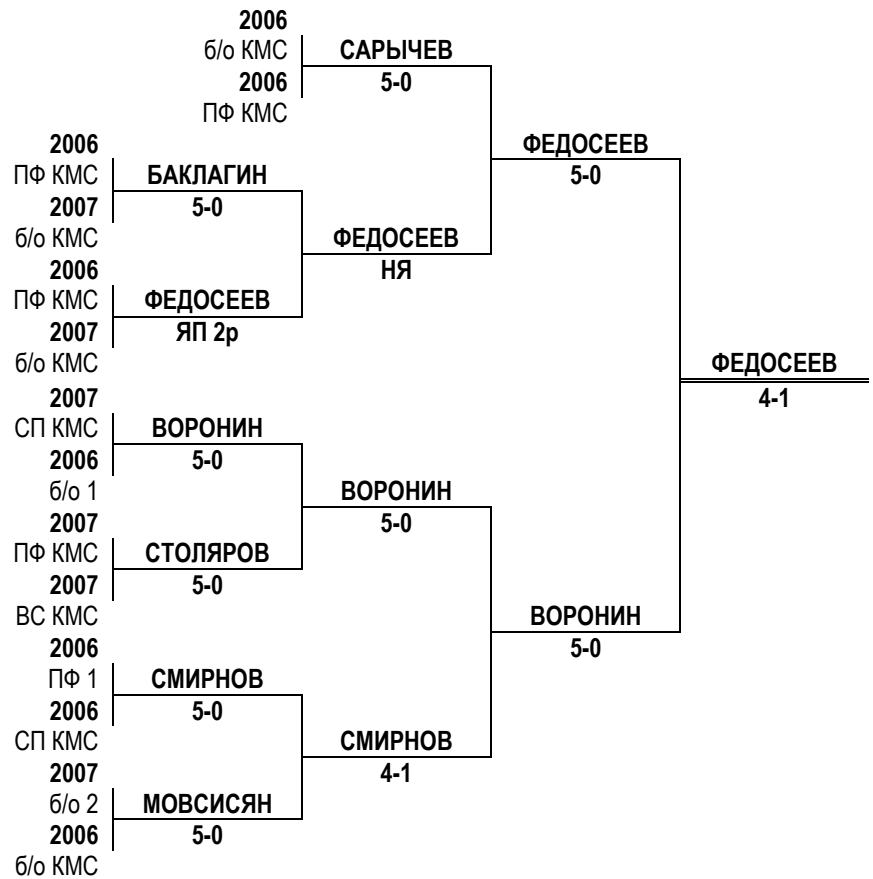 2006
б/о КМС
САРЫЧЕВ
2006
5-0
ПФ КМС
2006
ФЕДОСЕЕВ
ПФ КМС
БАКЛАГИН
5-0
2007
5-0
б/о КМС
ФЕДОСЕЕВ
2006
НЯ
ПФ КМС
ФЕДОСЕЕВ
2007
ЯП 2р
б/о КМС
ФЕДОСЕЕВ
2007
4-1
СП КМС
ВОРОНИН
2006
5-0
б/о 1
ВОРОНИН
2007
5-0
ПФ КМС
СТОЛЯРОВ
2007
5-0
ВС КМС
ВОРОНИН
2006
5-0
ПФ 1
СМИРНОВ
2006
5-0
СП КМС
СМИРНОВ
2007
4-1
б/о 2
МОВСИСЯН
2006
5-0
б/о КМС